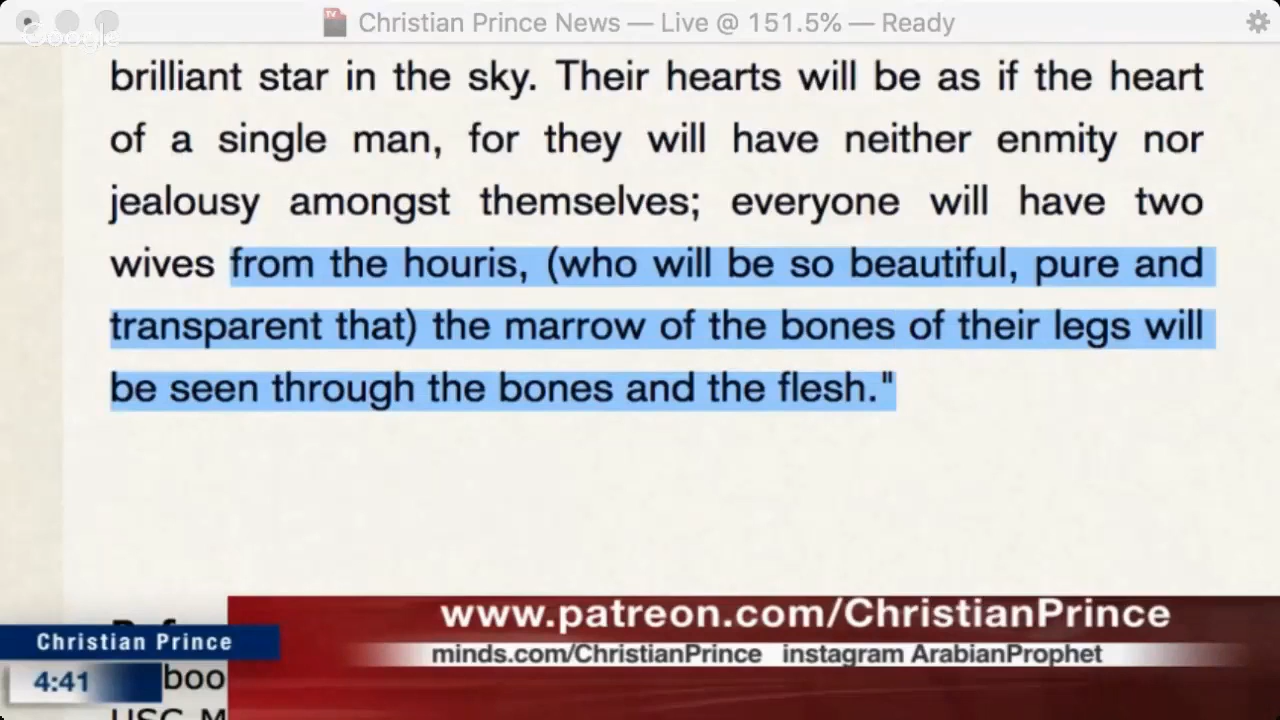 Christian Prince News — Live @ 151.5% — Ready
Google
brilliant star in the sky. Their hearts will be as if the heart
of a single man, for they will have neither enmity nor
jealousy amongst themselves; everyone will have two
wives from the houris, (who will be so beautiful, pure and
transparent that) the marrow of the bones of their legs will
be seen through the bones and the flesh."
www.patreon.com/ChristianPrince
Christian Prince
minds.com/ChristianPrince instagram ArabianProphet
4:41